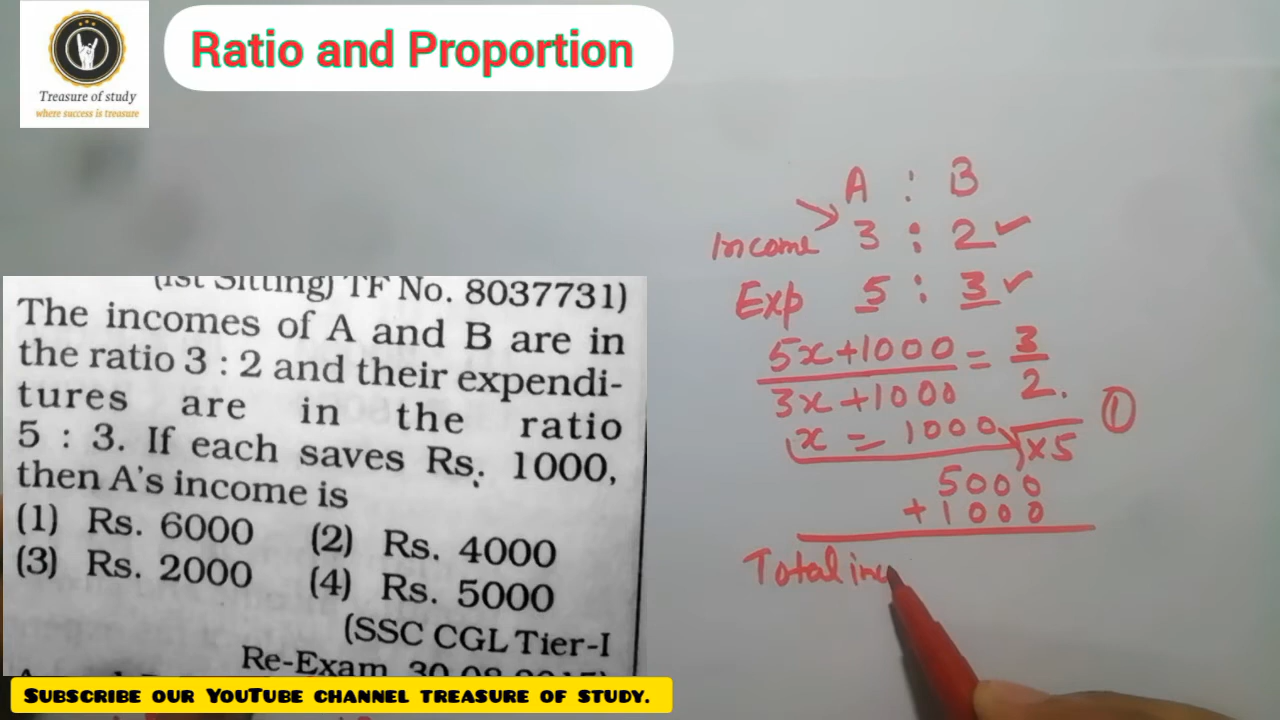 Treasure of study
where success is treasure
Ratio and Proportion
(Ist Sitting) TF No. 8037731)
The incomes of A and B are in
the ratio 3 : 2 and their expendi-
tures are in the ratio
5 : 3. If each saves Rs. 1000,
then A's income is
(1) Rs. 6000 (2) Rs. 4000
(3) Rs. 2000 (4) Rs. 5000
(SSC CGL Tier-I
Re-Exam
A : B
Income 3 : 2 ✓
Exp 5 : 3 ✓
5x+1000 = 3
3x+1000 2.
x = 1000 ×5 ①
5000
+1000
Total inc
Subscribe our YouTube channel treasure of study.